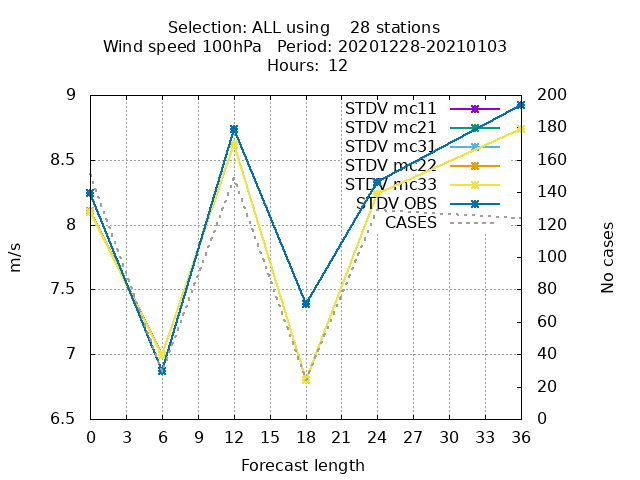 Selection: ALL using    28 stations
Wind speed 100hPa   Period: 20201228-20210103
Hours:  12
STDV mc11
STDV mc21
STDV mc31
STDV mc22
STDV mc33
STDV OBS
CASES
9
8.5
8
7.5
7
6.5
200
180
160
140
120
100
80
60
40
20
0
m/s
No cases
0 3 6 9 12 15 18 21 24 27 30 33 36
Forecast length